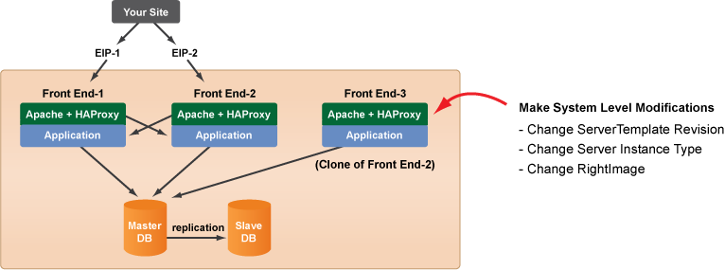 Your Site
EIP-1
EIP-2
Front End-1
Front End-2
Front End-3
Apache + HAProxy
Apache + HAProxy
Apache + HAProxy
Application
Application
Application
(Clone of Front End-2)
Make System Level Modifications
- Change ServerTemplate Revision
- Change Server Instance Type
- Change RightImage
Master
DB
replication
Slave
DB